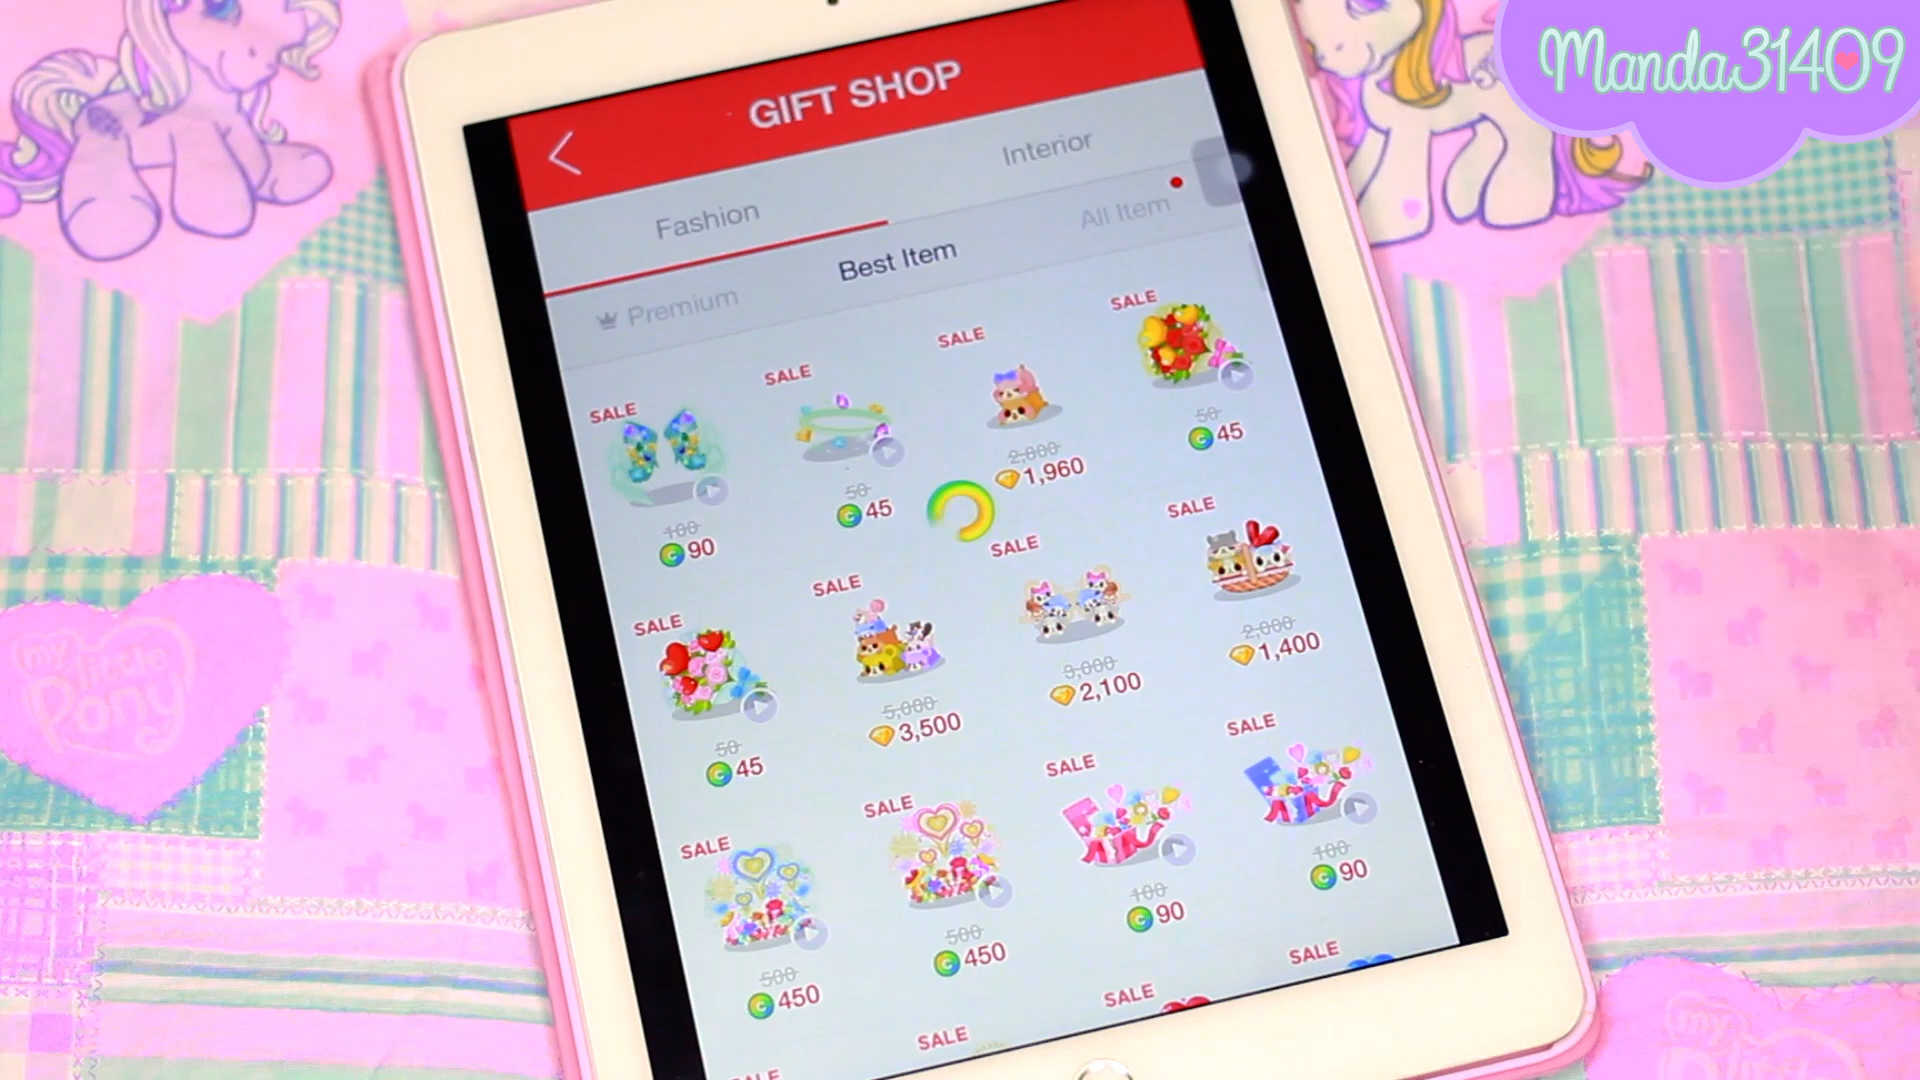 Manda31409
GIFT SHOP
Fashion
Interior
Premium
Best Item
All Item
SALE
100
C 90
SALE
50
C 45
SALE
2,000
1,960
SALE
50
C 45
SALE
50
C 45
SALE
5,000
3,500
SALE
3,000
2,100
SALE
2,000
1,400
SALE
500
C 450
SALE
500
C 450
SALE
100
C 90
SALE
100
C 90
SALE
SALE
SALE
SALE
my
little
Pony
my